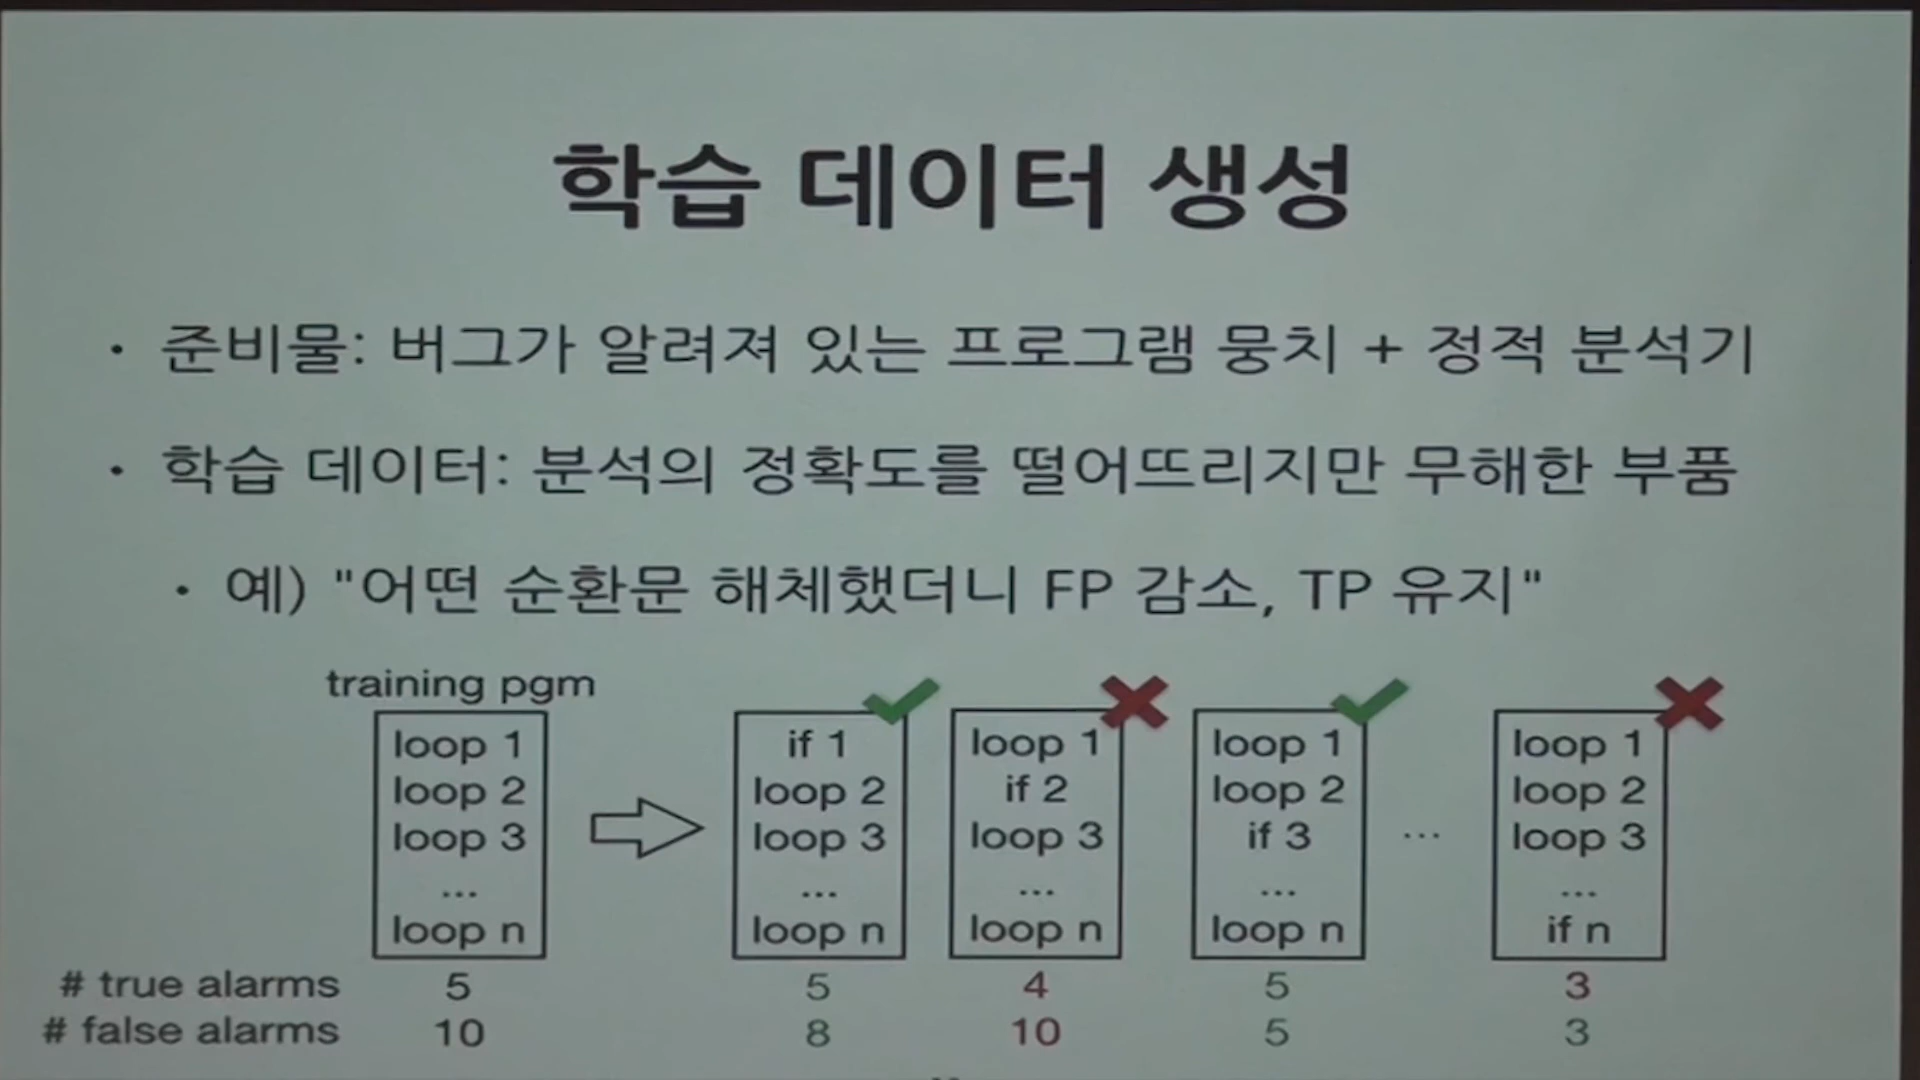 학습 데이터 생성
· 준비물: 버그가 알려져 있는 프로그램 뭉치 + 정적 분석기
· 학습 데이터: 분석의 정확도를 떨어뜨리지만 무해한 부품
· 예) "어떤 순환문 해체했더니 FP 감소, TP 유지"
training pgm
loop 1
loop 2
loop 3
...
loop n
if 1
loop 2
loop 3
...
loop n
loop 1
if 2
loop 3
...
loop n
loop 1
loop 2
if 3
...
loop n
...
loop 1
loop 2
loop 3
...
if n
# true alarms 5 5 4 5 3
# false alarms 10 8 10 5 3